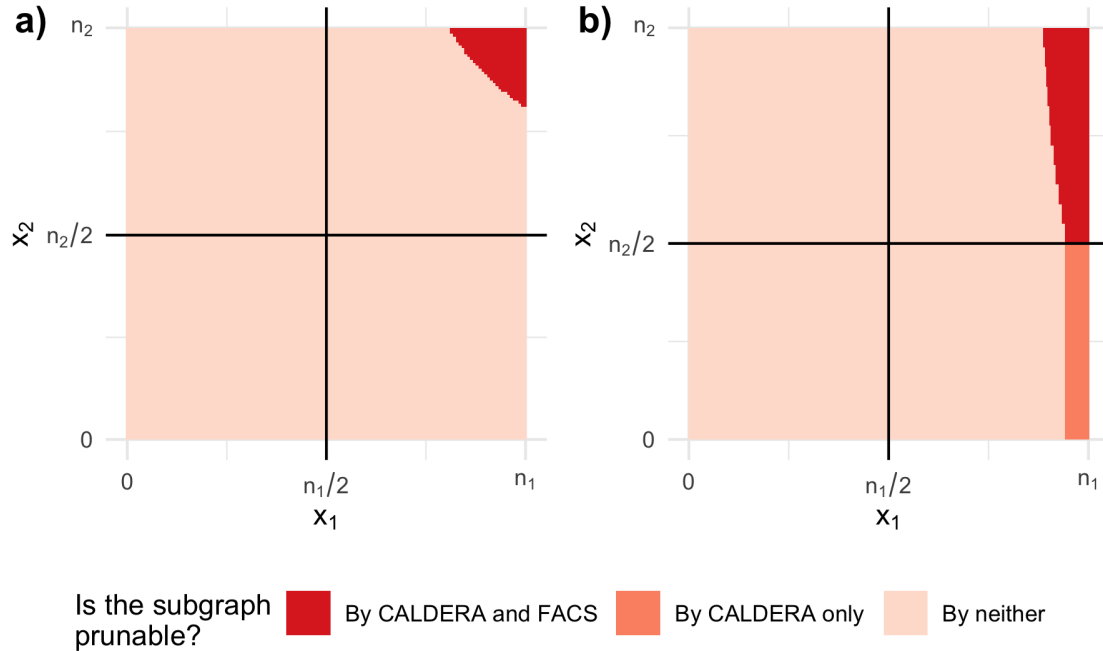 a)
n₂
x₂
n₂/2
0
0
n₁/2
n₁
x₁
b)
n₂
x₂
n₂/2
0
0
n₁/2
n₁
x₁
Is the subgraph
prunable?
By CALDERA and FACS
By CALDERA only
By neither